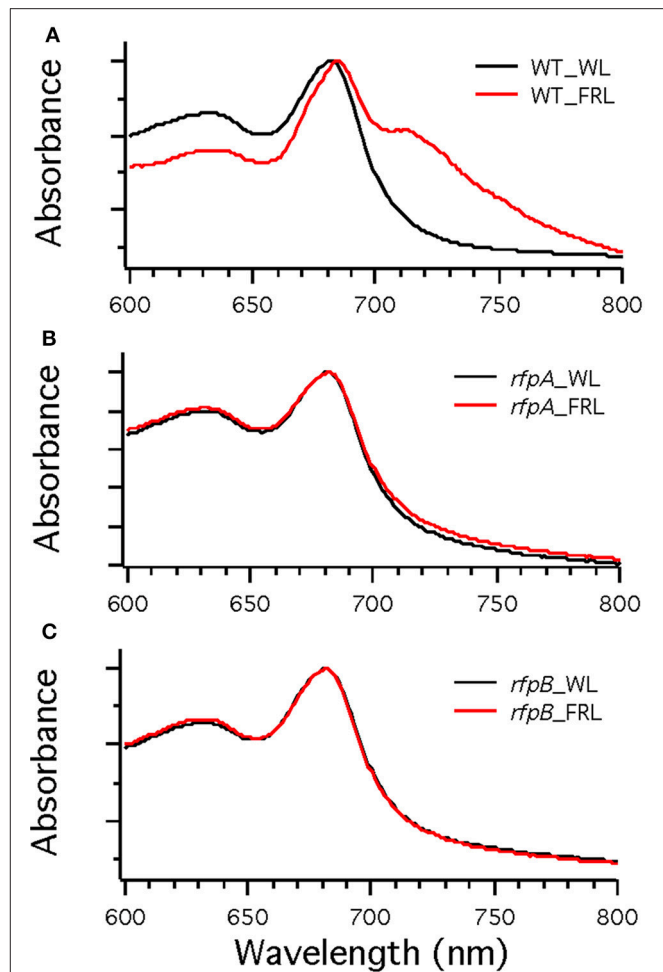 A
Absorbance
WT_WL
WT_FRL
600 650 700 750 800
B
Absorbance
rfpA_WL
rfpA_FRL
600 650 700 750 800
C
Absorbance
rfpB_WL
rfpB_FRL
600 650 700 750 800
Wavelength (nm)